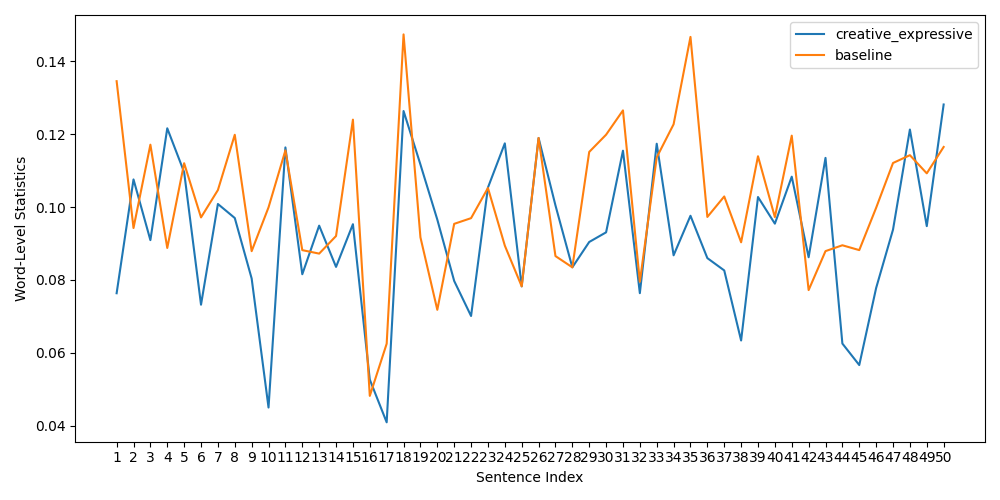 creative_expressive
baseline
Word-Level Statistics
0.14
0.12
0.10
0.08
0.06
0.04
1 2 3 4 5 6 7 8 9 10 11 12 13 14 15 16 17 18 19 20 21 22 23 24 25 26 27 28 29 30 31 32 33 34 35 36 37 38 39 40 41 42 43 44 45 46 47 48 49 50
Sentence Index